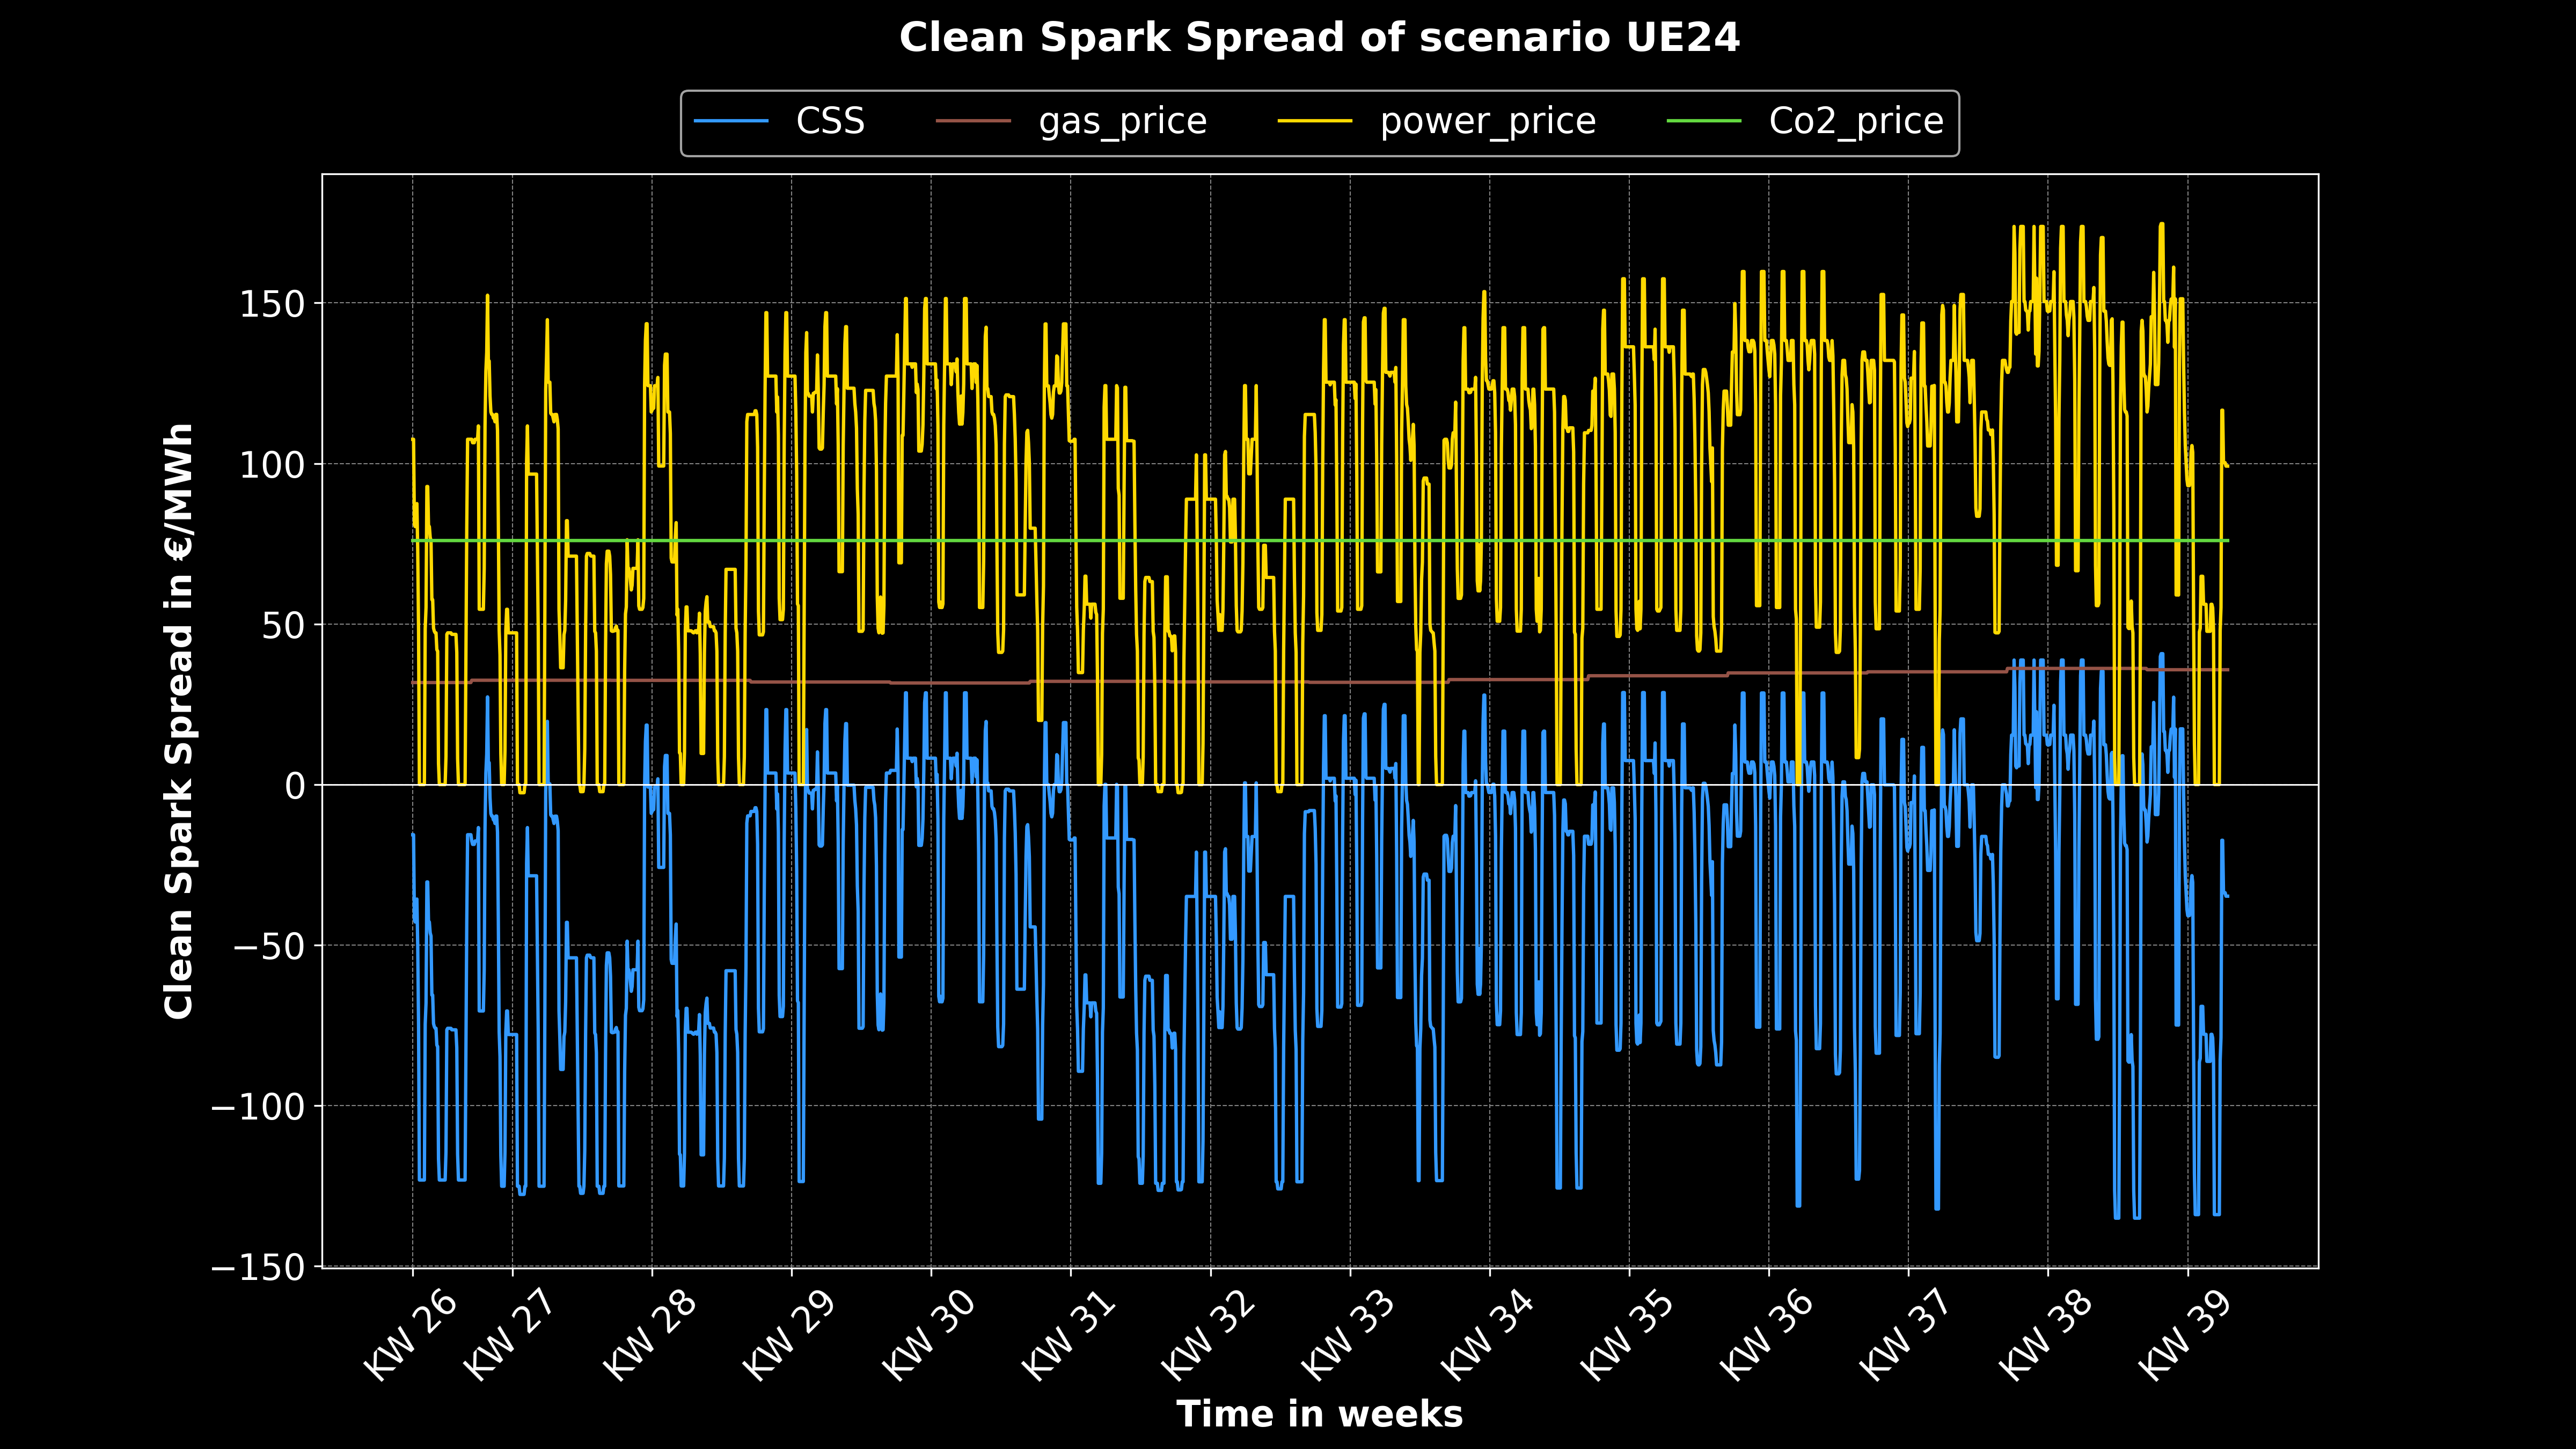 Clean Spark Spread of scenario UE24
CSS gas_price power_price Co2_price
Clean Spark Spread in €/MWh
150
100
50
0
−50
−100
−150
KW 26 KW 27 KW 28 KW 29 KW 30 KW 31 KW 32 KW 33 KW 34 KW 35 KW 36 KW 37 KW 38 KW 39
Time in weeks